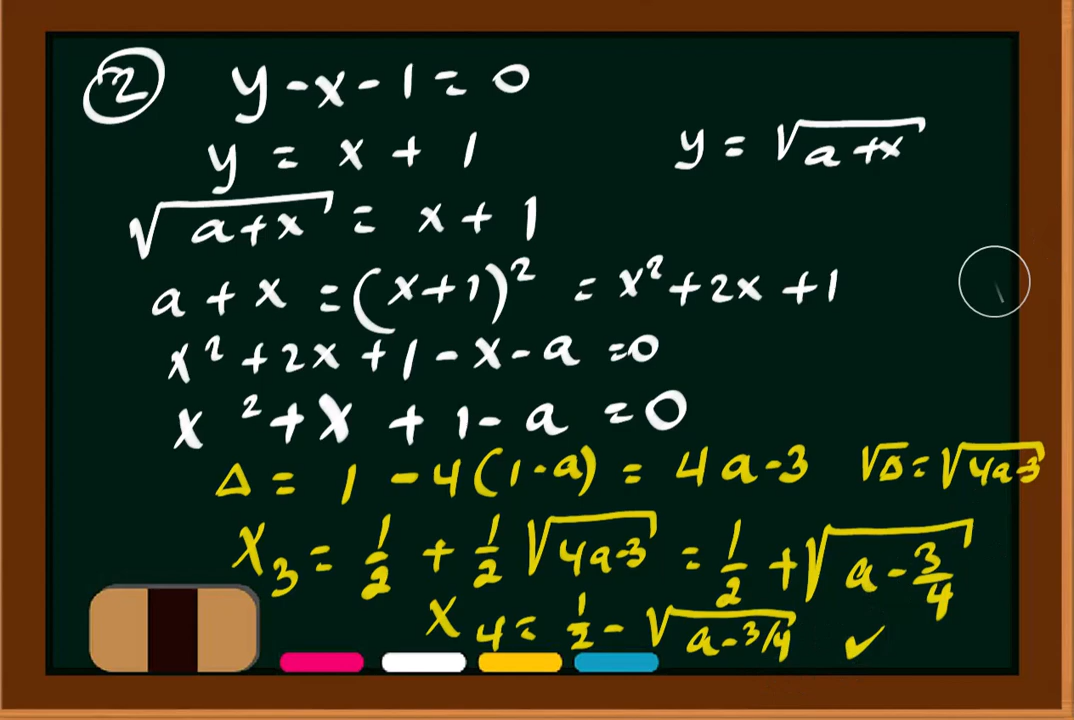 ② y-x-1=0
y = x + 1
y = √(a+x)
√(a+x) = x + 1
a + x = (x+1)² = x²+2x+1
x²+2x+1-x-a=0
x²+x+1-a=0
Δ = 1-4(1-a) = 4a-3 √Δ=√(4a-3)
x₃ = 1/2 + 1/2 √(4a-3) = 1/2 + √(a-3/4)
x₄ = 1/2 - √(a-3/4) ✓